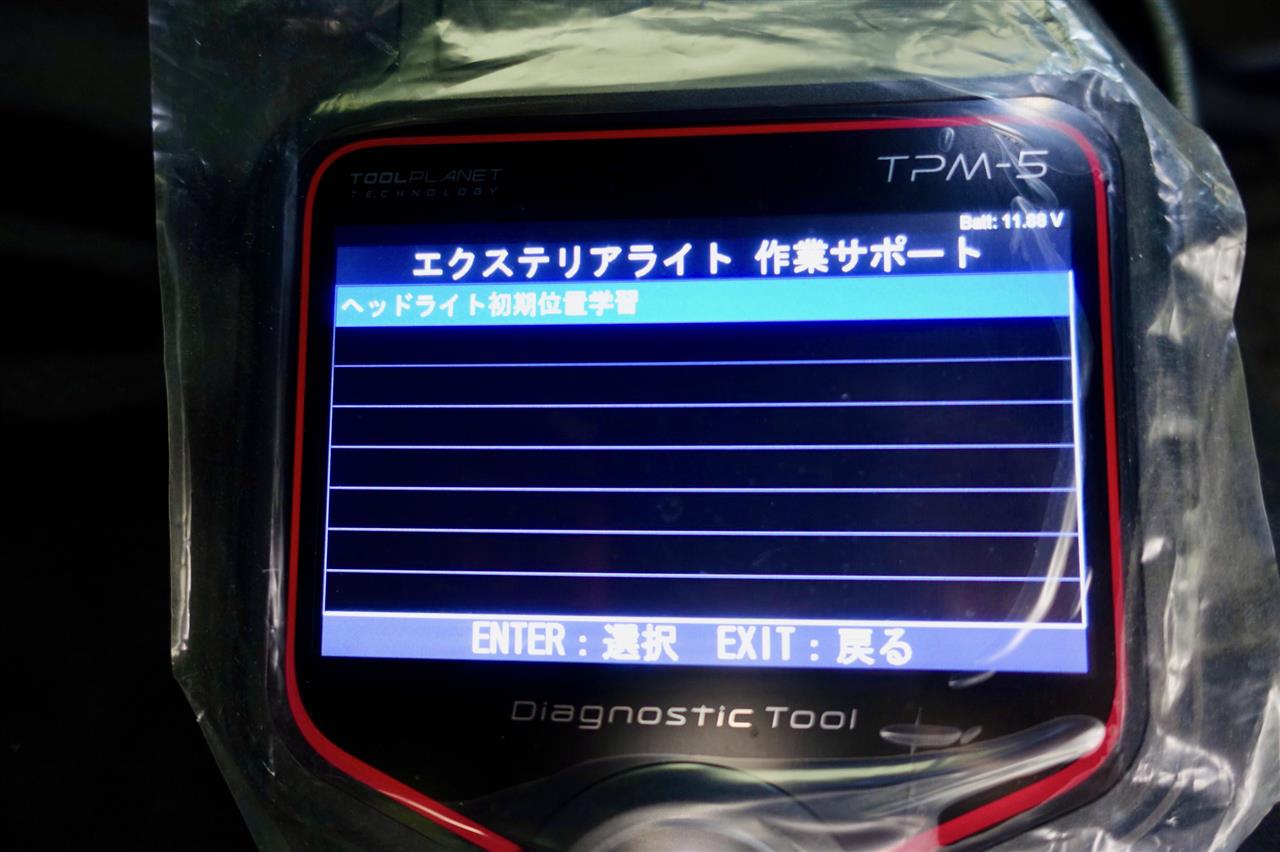 TOOLPLANET
TECHNOLOGY
TPM-5
Batt: 11.88 V
エクステリアライト 作業サポート
ヘッドライト初期位置学習
ENTER：選択 EXIT：戻る
Diagnostic Tool